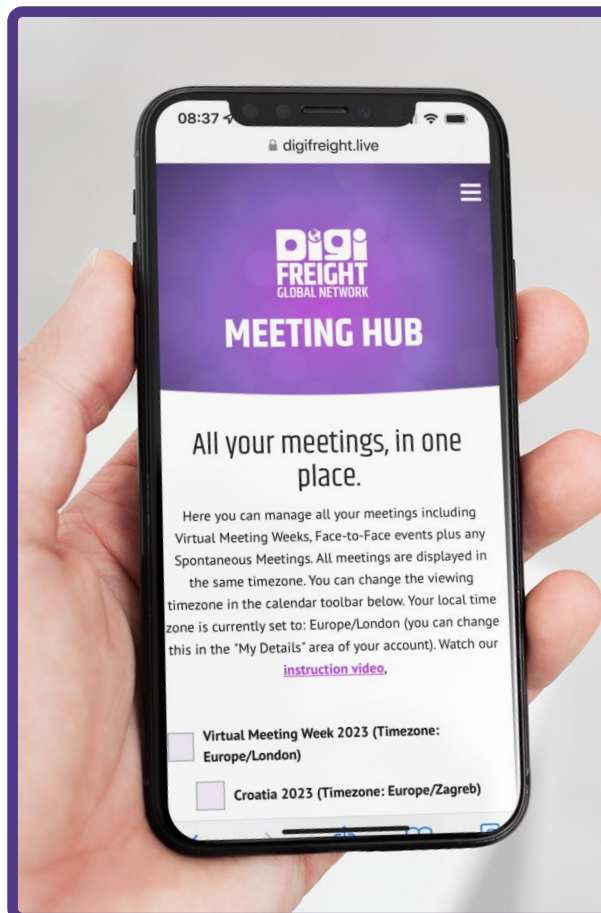 08:37
digifreight.live
DiGi
FREIGHT
GLOBAL NETWORK
MEETING HUB
All your meetings, in one
place.
Here you can manage all your meetings including
Virtual Meeting Weeks, Face-to-Face events plus any
Spontaneous Meetings. All meetings are displayed in
the same timezone. You can change the viewing
timezone in the calendar toolbar below. Your local time
zone is currently set to: Europe/London (you can change
this in the "My Details" area of your account). Watch our
instruction video,
Virtual Meeting Week 2023 (Timezone:
Europe/London)
Croatia 2023 (Timezone: Europe/Zagreb)